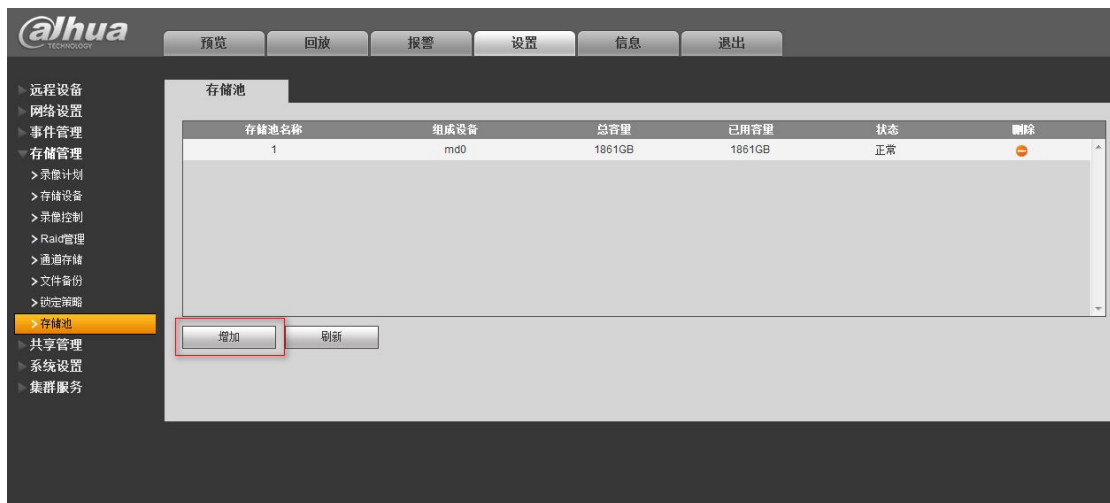 alhua
TECHNOLOGY
预览 回放 报警 设置 信息 退出
远程设备
网络设置
事件管理
存储管理
>录像计划
>存储设备
>录像控制
>Raid管理
>通道存储
>文件备份
>锁定策略
>存储池
共享管理
系统设置
集群服务
存储池
存储池名称 组成设备 总容量 已用容量 状态 删除
1 md0 1861GB 1861GB 正常
增加 刷新